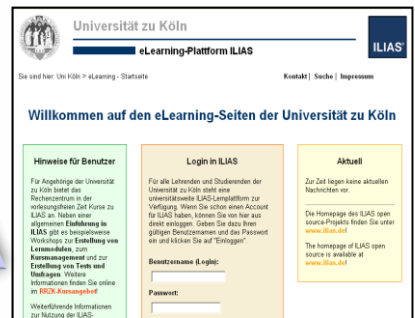 Universität zu Köln
eLearning-Plattform ILIAS
ILIAS
Sie sind hier: Uni Köln > eLearning - Startseite
Kontakt | Suche | Impressum
Willkommen auf den eLearning-Seiten der Universität zu Köln
Hinweise für Benutzer
Für Angehörige der Universität
zu Köln bietet das
Rechenzentrum in der
vorlesungsfreien Zeit Kurse zu
ILIAS an. Neben einer
allgemeinen Einführung in
ILIAS gibt es beispielsweise
Workshops zur Erstellung von
Lernmodulen, zum
Kursmanagement und zur
Erstellung von Tests und
Umfragen. Weitere
Informationen finden Sie online
im RRZK-Kursangebot!
Weiterführende Informationen
zur Nutzung der ILIAS-
Login in ILIAS
Für alle Lehrenden und Studierenden der
Universität zu Köln steht eine
universitätsweite ILIAS-Lernplattform zur
Verfügung. Wenn Sie schon einen Account
für ILIAS haben, können Sie von hier aus
direkt einloggen. Geben Sie dazu Ihren
gültigen Benutzernamen und das Passwort
ein und klicken Sie auf "Einloggen".
Benutzername (Login):
Passwort:
Aktuell
Zur Zeit liegen keine aktuellen
Nachrichten vor.
Die Homepage des ILIAS open
source-Projekts finden Sie unter
www.ilias.de!
The homepage of ILIAS open
source is available at
www.ilias.de!